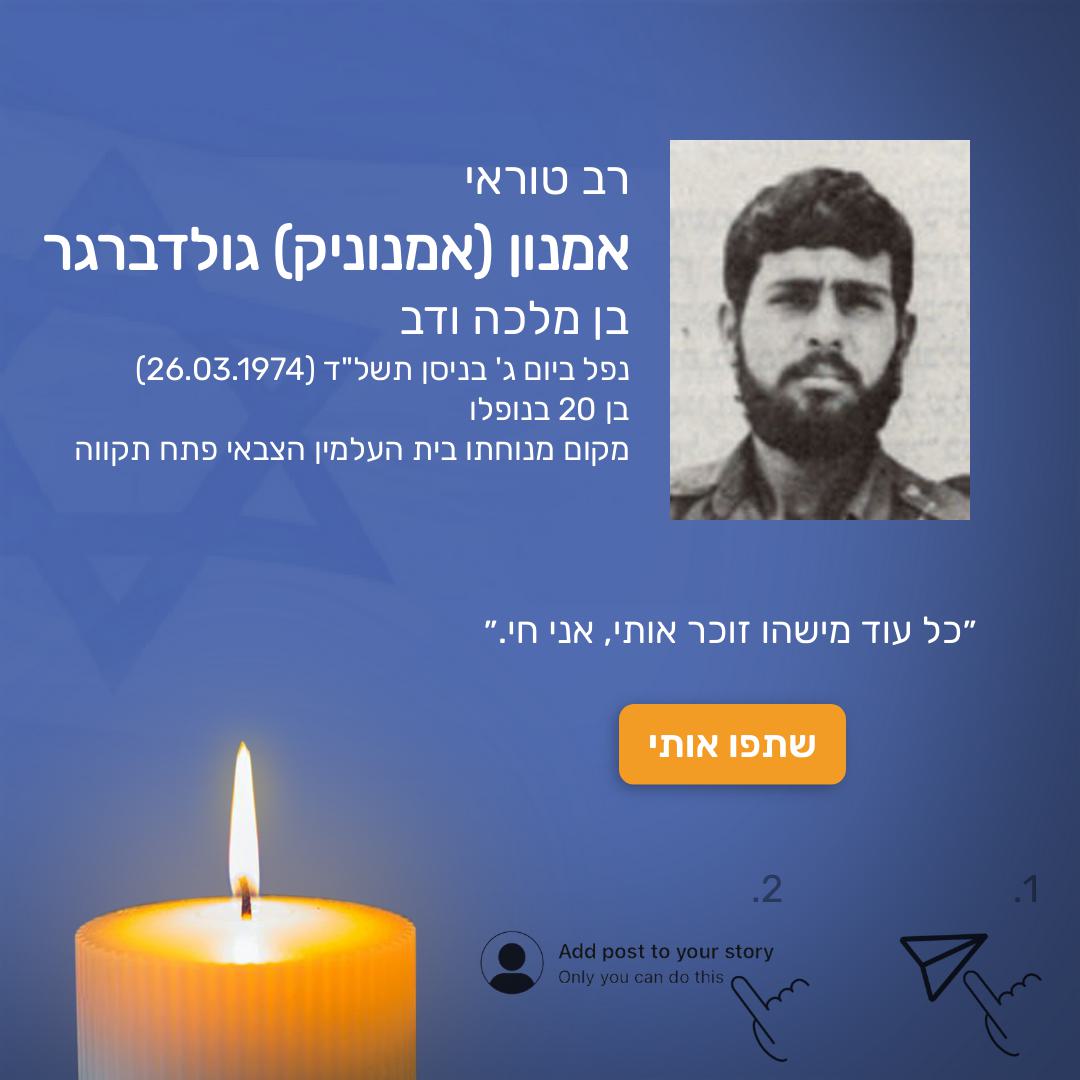 רב טוראי
אמנון (אמנוניק) גולדברגר
בן מלכה ודב
נפל ביום ג' בניסן תשל"ד (26.03.1974)
בן 20 בנופלו
מקום מנוחתו בית העלמין הצבאי פתח תקווה
״כל עוד מישהו זוכר אותי, אני חי.״
שתפו אותי
.1
.2
Add post to your story
Only you can do this